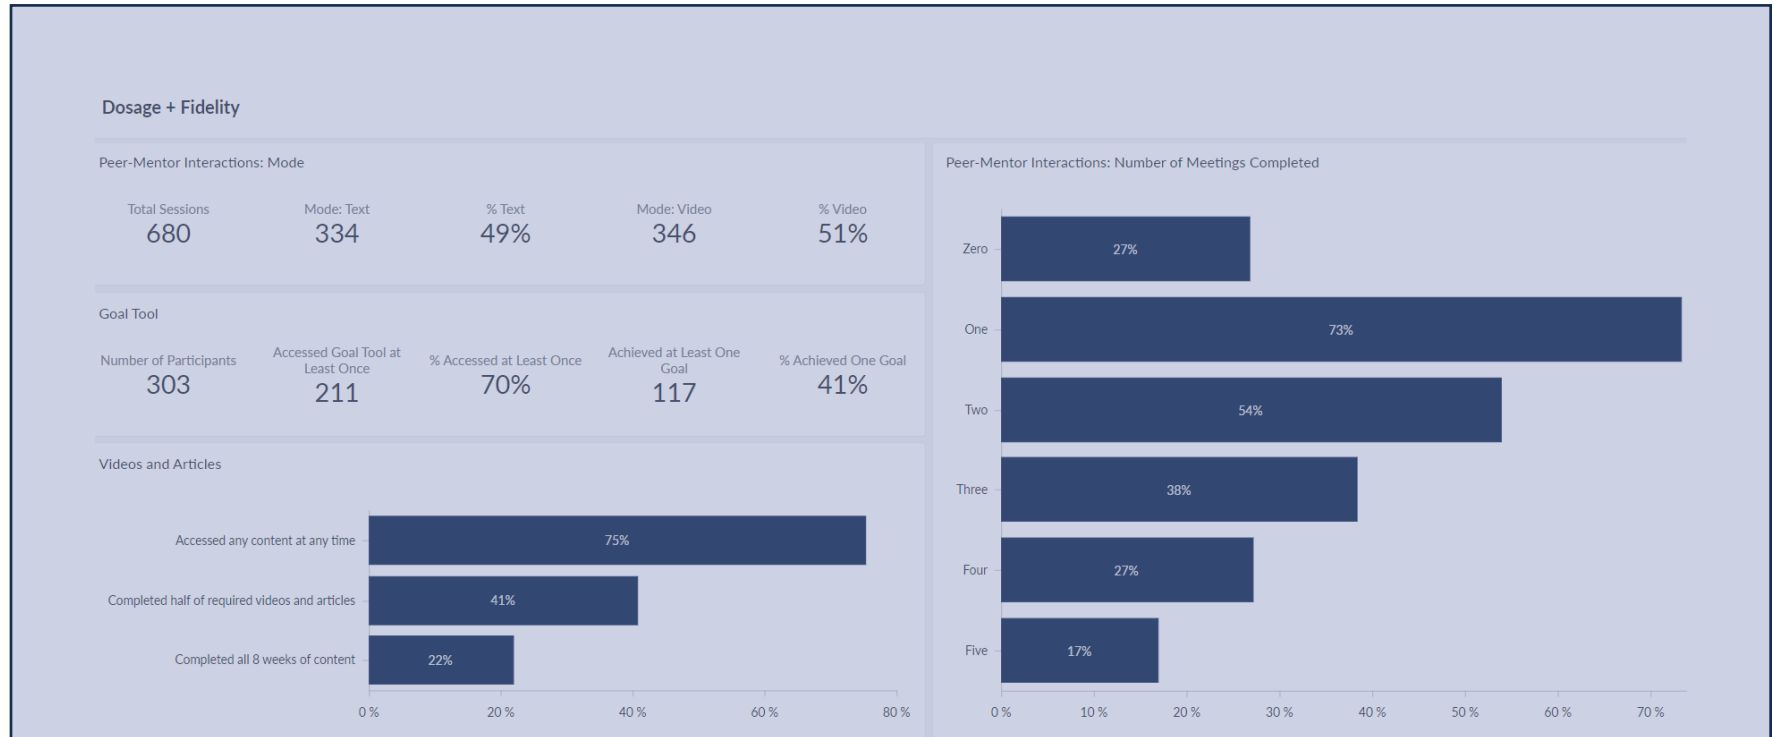 Dosage + Fidelity
Peer-Mentor Interactions: Mode
Total Sessions
680
Mode: Text
334
% Text
49%
Mode: Video
346
% Video
51%
Goal Tool
Number of Participants
303
Accessed Goal Tool at
Least Once
211
% Accessed at Least Once
70%
Achieved at Least One
Goal
117
% Achieved One Goal
41%
Videos and Articles
Accessed any content at any time
75%
Completed half of required videos and articles
41%
Completed all 8 weeks of content
22%
0 %
20 %
40 %
60 %
80 %
Peer-Mentor Interactions: Number of Meetings Completed
Zero
27%
One
73%
Two
54%
Three
38%
Four
27%
Five
17%
0 %
10 %
20 %
30 %
40 %
50 %
60 %
70 %